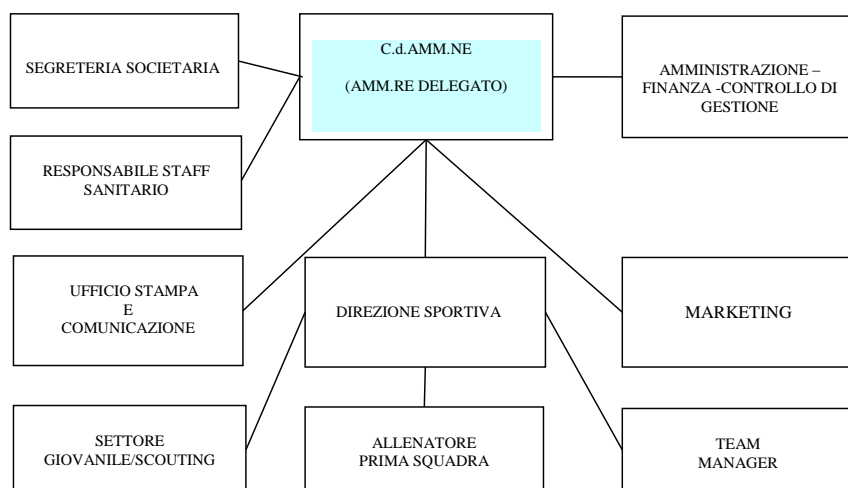 C.d.AMM.NE
(AMM.RE DELEGATO)
SEGRETERIA SOCIETARIA
AMMINISTRAZIONE –
FINANZA -CONTROLLO DI
GESTIONE
RESPONSABILE STAFF
SANITARIO
UFFICIO STAMPA
E
COMUNICAZIONE
DIREZIONE SPORTIVA
MARKETING
SETTORE
GIOVANILE/SCOUTING
ALLENATORE
PRIMA SQUADRA
TEAM
MANAGER